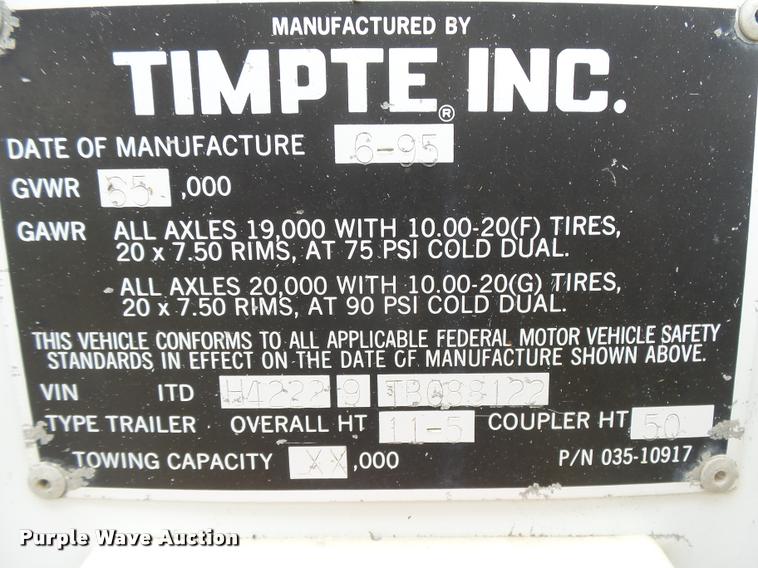 MANUFACTURED BY
TIMPTE® INC.
DATE OF MANUFACTURE 6-95
GVWR 65 ,000
GAWR ALL AXLES 19,000 WITH 10.00-20(F) TIRES,
20 x 7.50 RIMS, AT 75 PSI COLD DUAL.
ALL AXLES 20,000 WITH 10.00-20(G) TIRES,
20 x 7.50 RIMS, AT 90 PSI COLD DUAL.
THIS VEHICLE CONFORMS TO ALL APPLICABLE FEDERAL MOTOR VEHICLE SAFETY
STANDARDS IN EFFECT ON THE DATE OF MANUFACTURE SHOWN ABOVE.
VIN 1TD H4222 9 TB088122
TYPE TRAILER OVERALL HT 11-5 COUPLER HT 50
TOWING CAPACITY XX ,000 P/N 035-10917
Purple Wave Auction